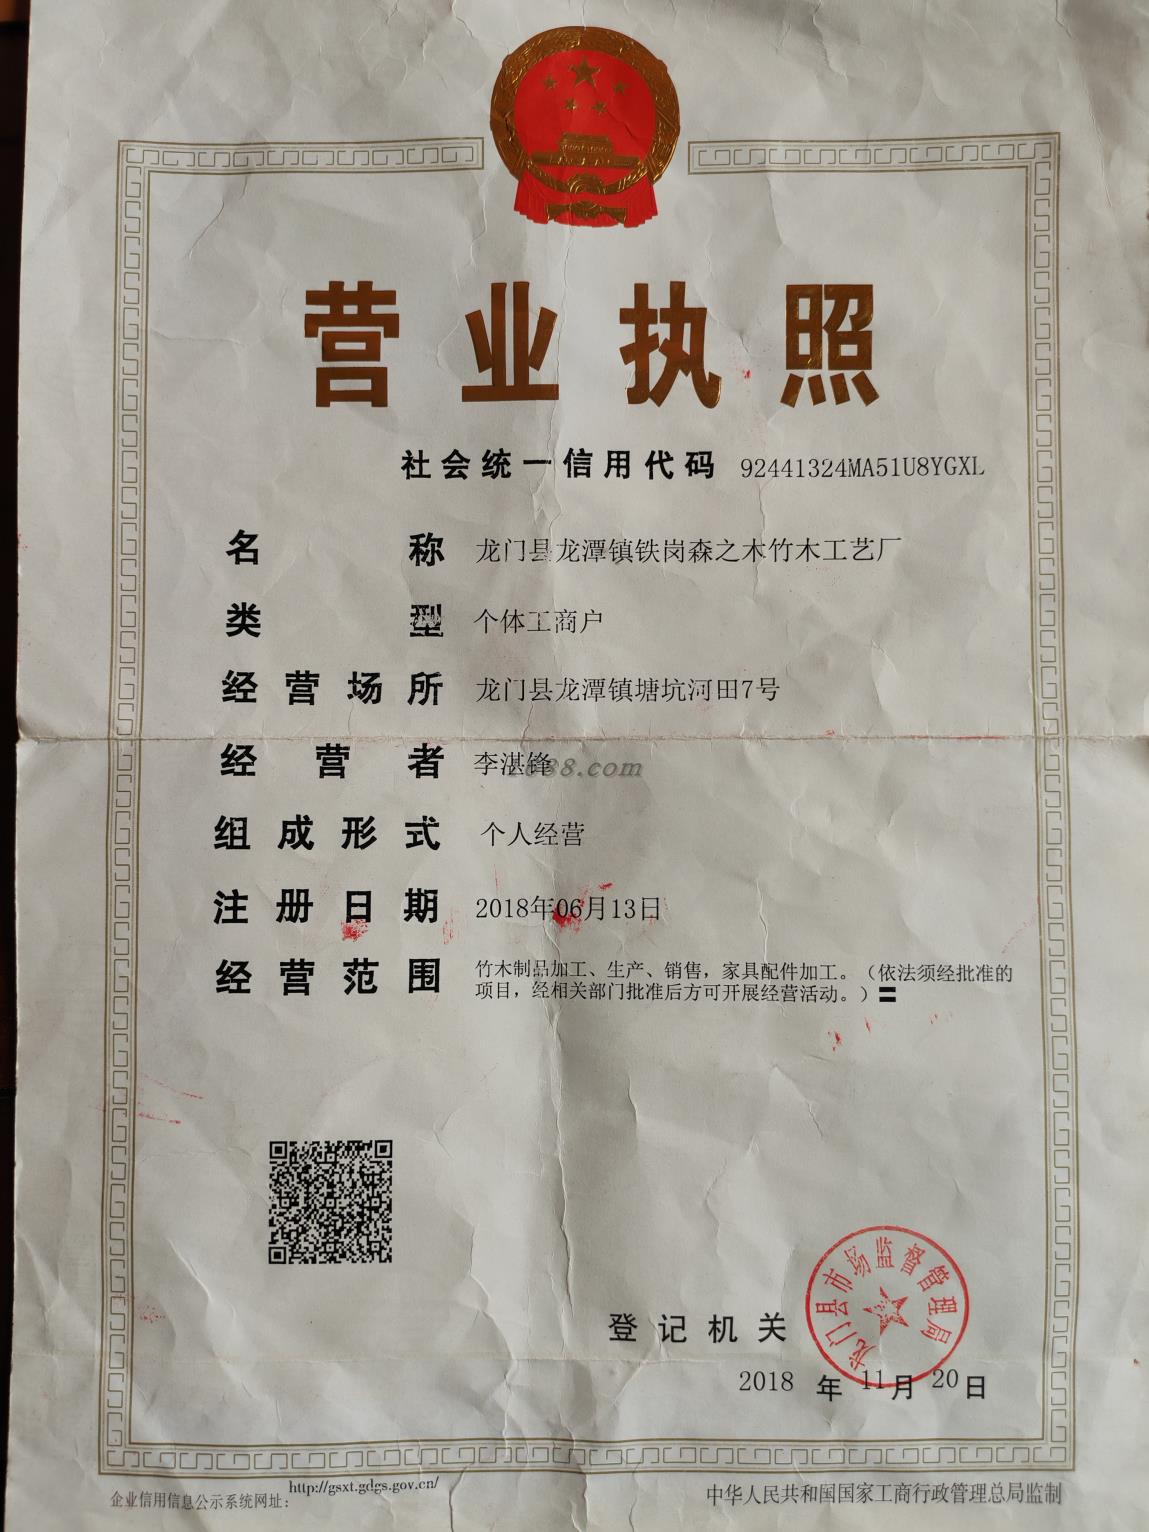 营业执照
社会统一信用代码 92441324MA51U8YGXL
名称 龙门县龙潭镇铁岗森之木竹木工艺厂
类型 个体工商户
经营场所 龙门县龙潭镇塘坑河田7号
经营者 李湛锋
1688.com
组成形式 个人经营
注册日期 2018年06月13日
经营范围 竹木制品加工、生产、销售，家具配件加工。（依法须经批准的
项目，经相关部门批准后方可开展经营活动。）〓
龙门县市场监督管理局
登记机关
2018 年 11 月 20 日
企业信用信息公示系统网址： http://gsxt.gdgs.gov.cn/
中华人民共和国国家工商行政管理总局监制